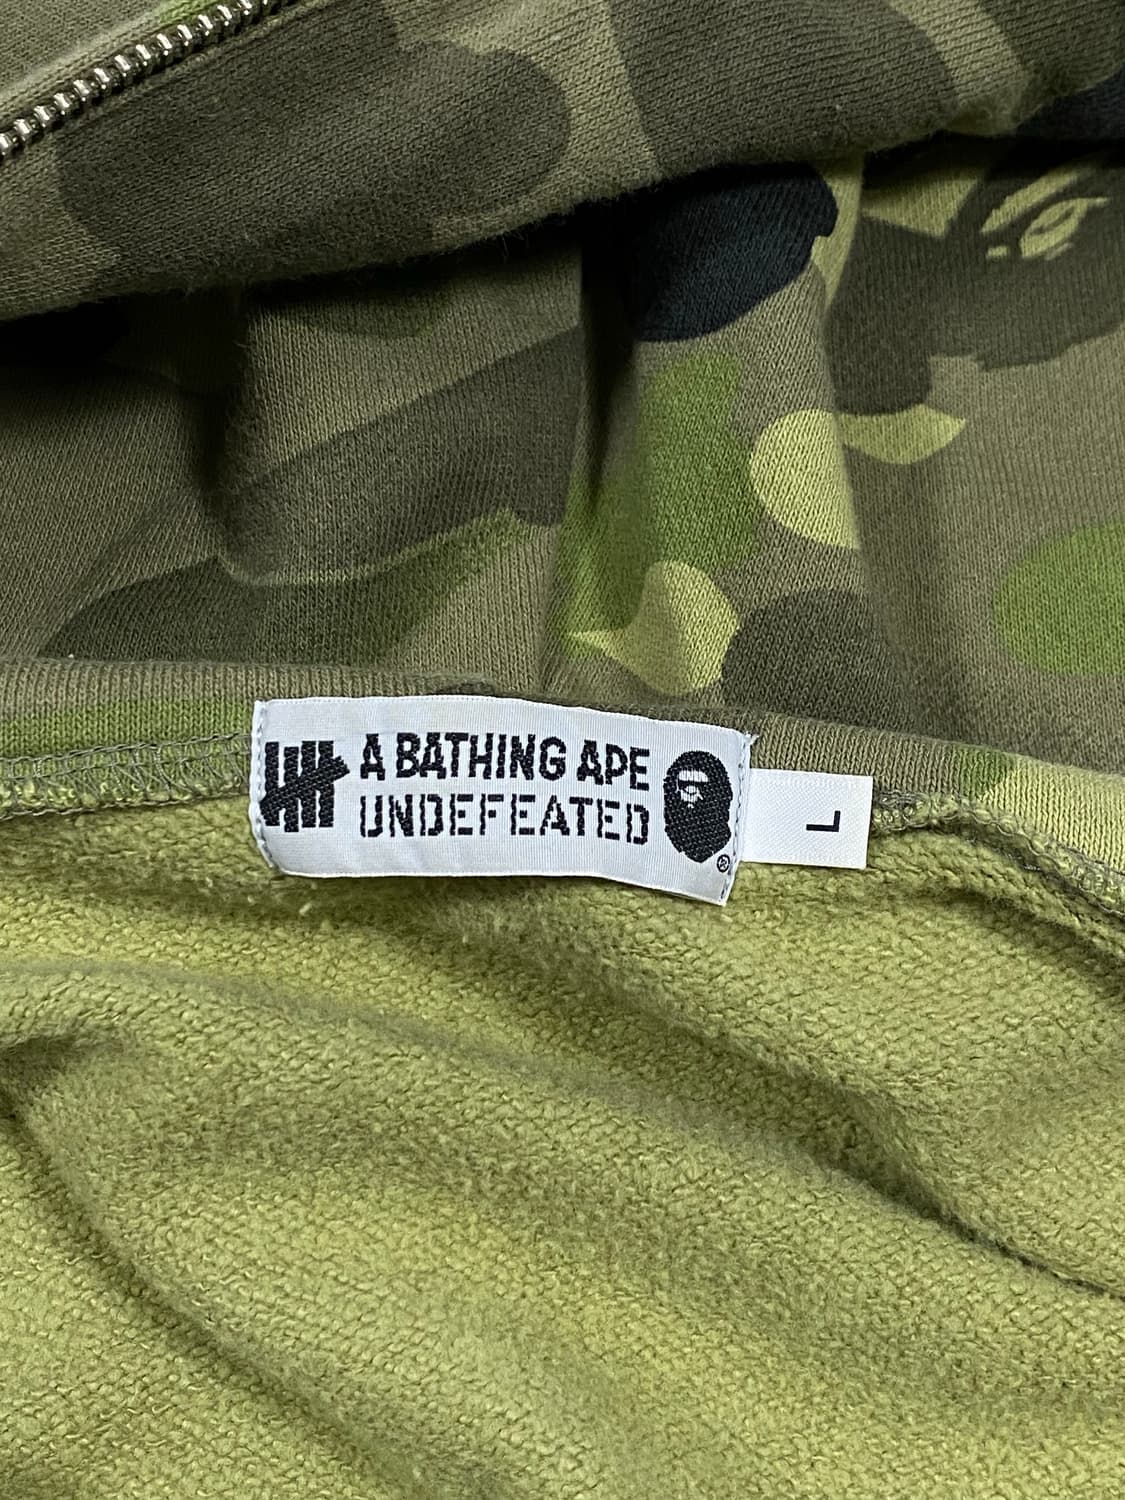 A BATHING APE
UNDEFEATED
®
L